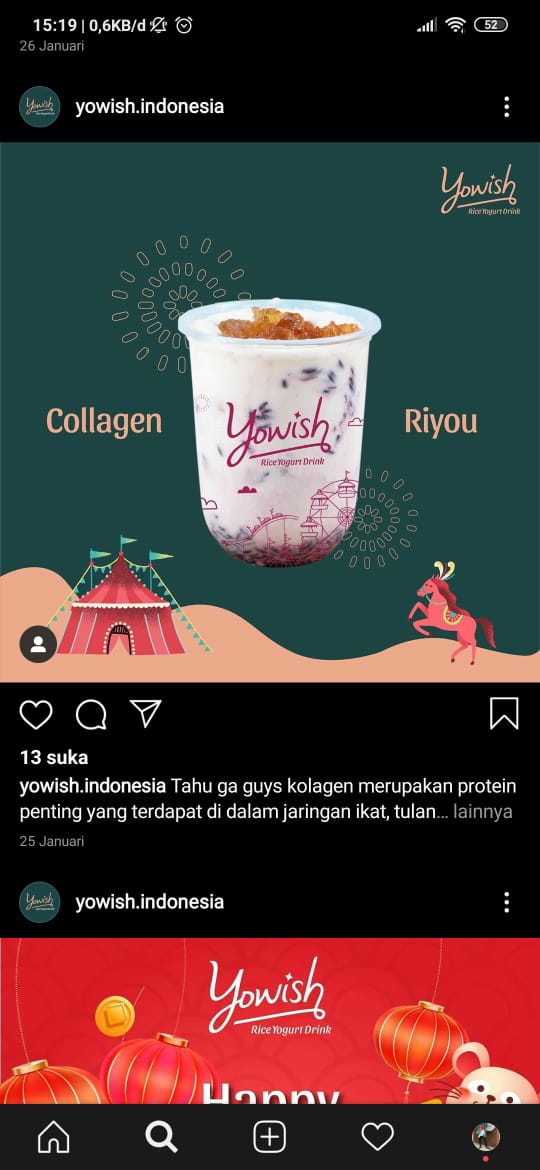 15:19 | 0,6KB/d
52
26 Januari
Yowish
yowish.indonesia
Yowish
Rice Yogurt Drink
Collagen
Riyou
Yowish
Rice Yogurt Drink
13 suka
yowish.indonesia Tahu ga guys kolagen merupakan protein
penting yang terdapat di dalam jaringan ikat, tulan... lainnya
25 Januari
Yowish
yowish.indonesia
Yowish
Rice Yogurt Drink
Happy